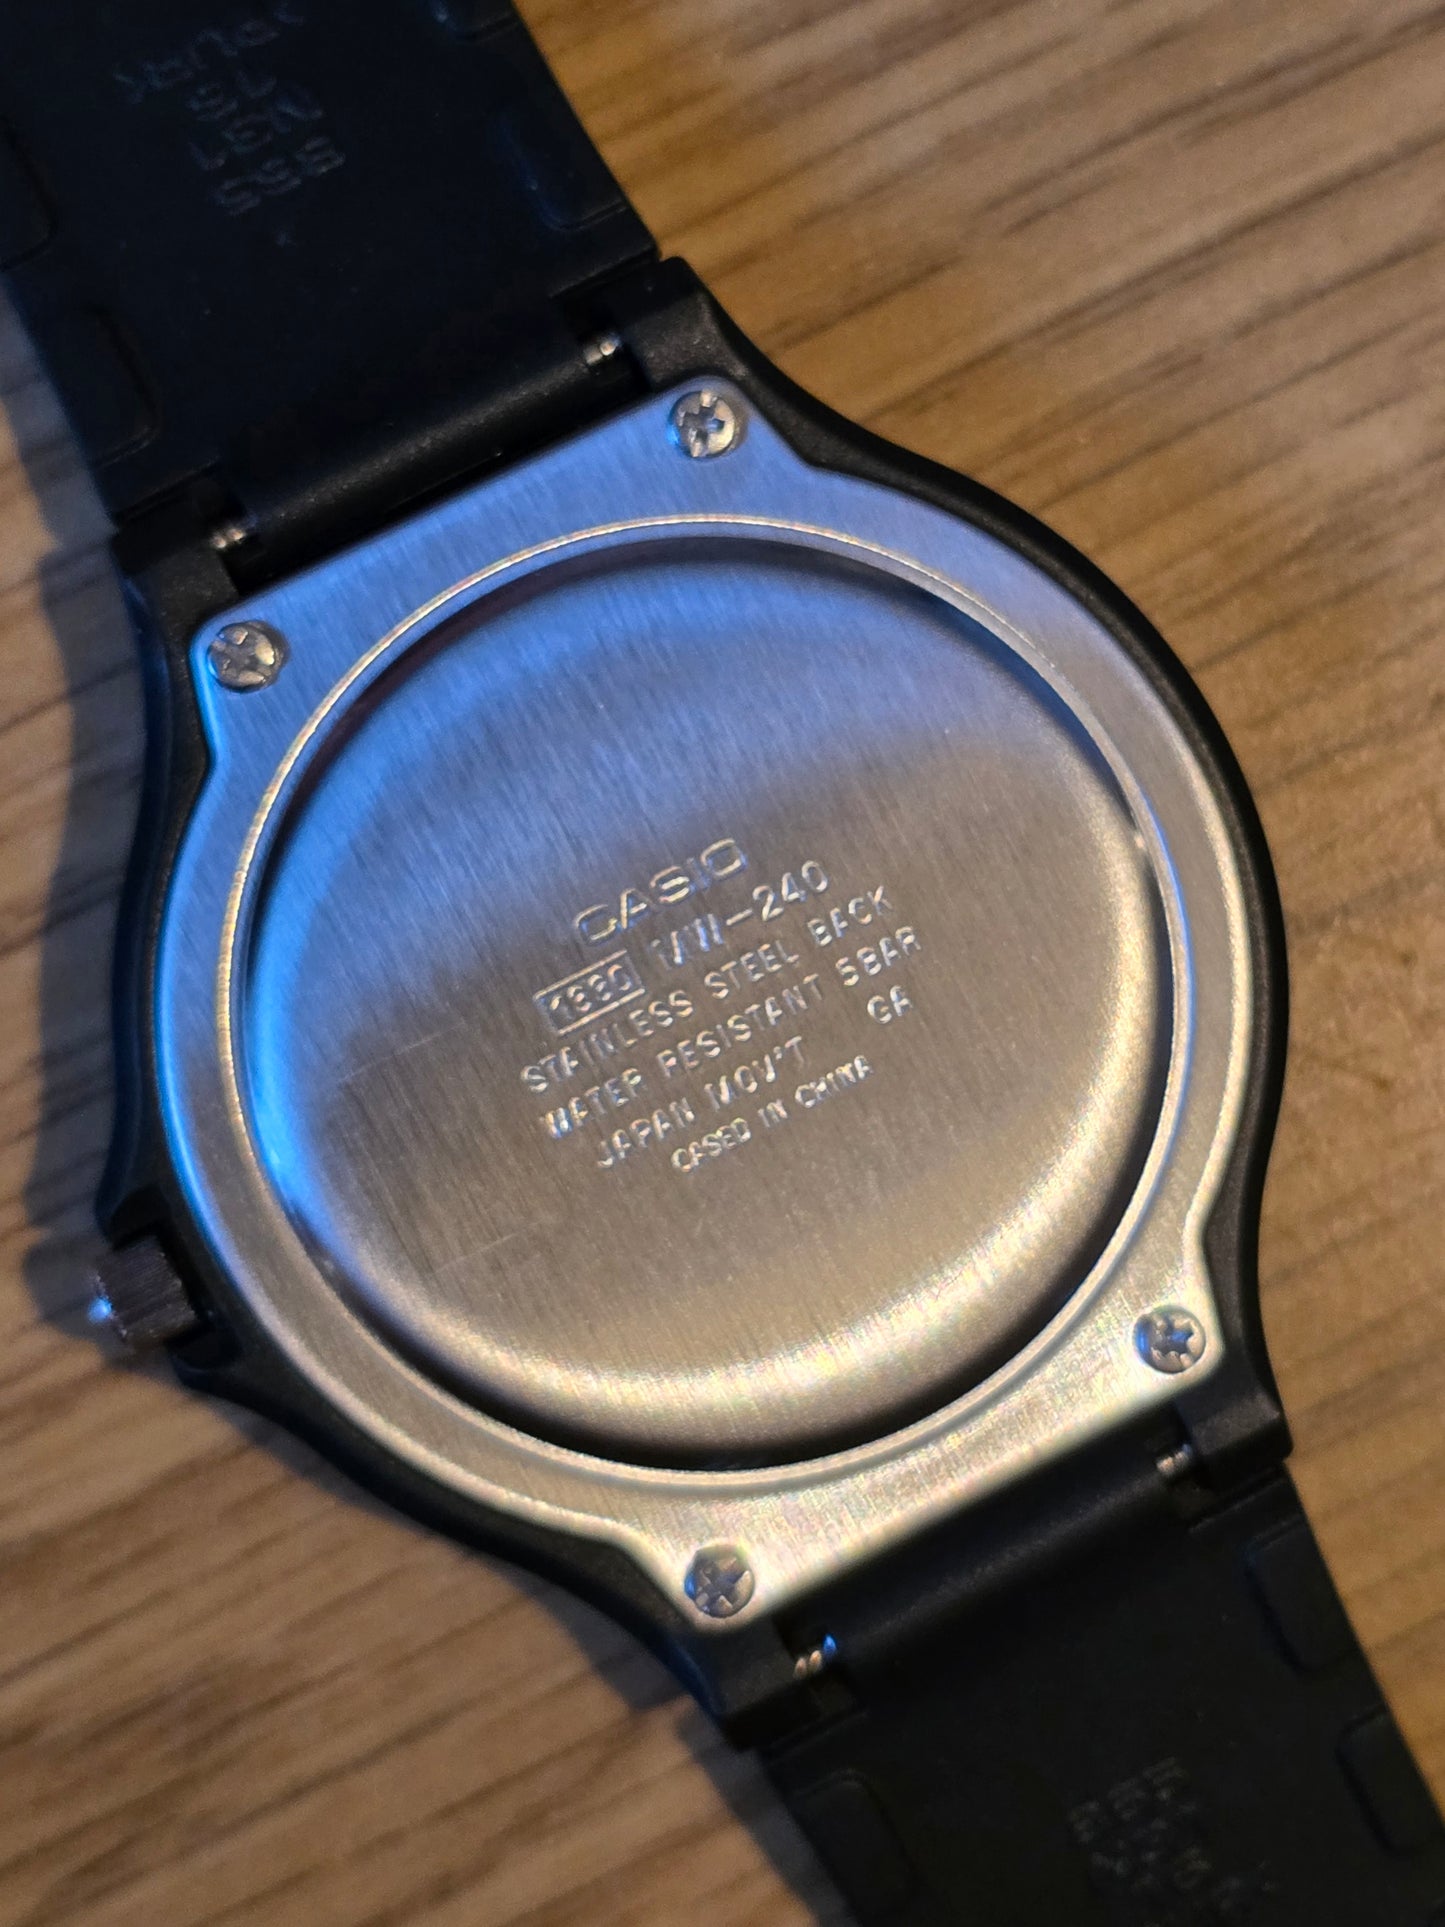 CASIO
1330 MW-240
STAINLESS STEEL BACK
WATER RESISTANT 5BAR
JAPAN MOV'T GA
CASED IN CHINA